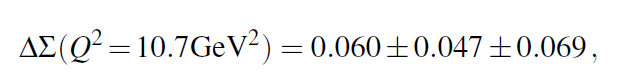 ΔΣ(Q² = 10.7GeV²) = 0.060 ± 0.047 ± 0.069 ,